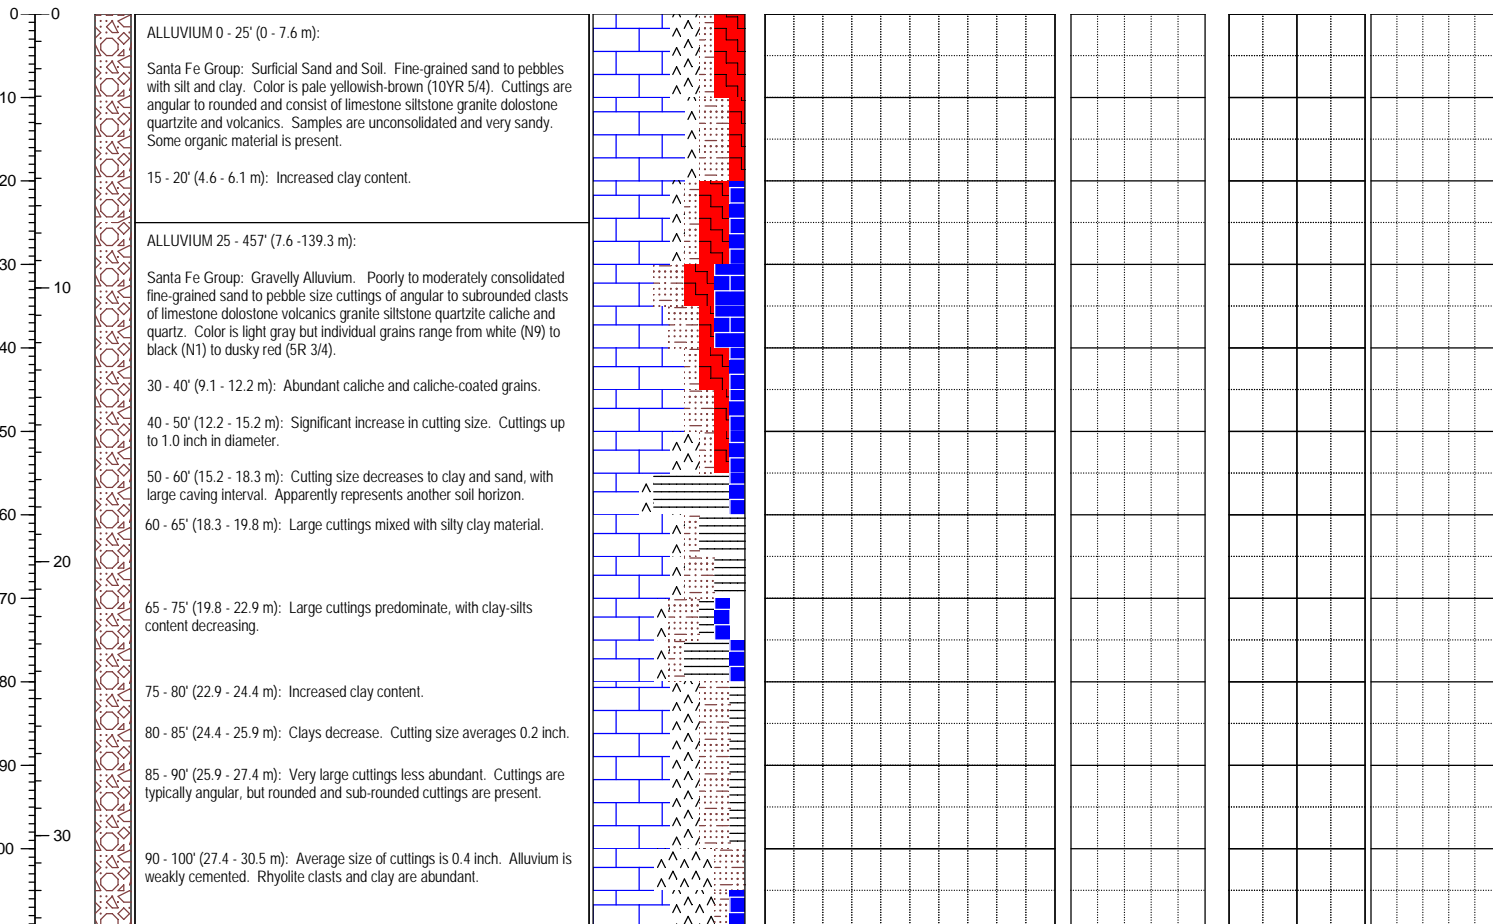 0
0
ALLUVIUM 0 - 25' (0 - 7.6 m):
Santa Fe Group: Surficial Sand and Soil. Fine-grained sand to pebbles
with silt and clay. Color is pale yellowish-brown (10YR 5/4). Cuttings are
angular to rounded and consist of limestone siltstone granite dolostone
quartzite and volcanics. Samples are unconsolidated and very sandy.
Some organic material is present.
10
15 - 20' (4.6 - 6.1 m): Increased clay content.
20
ALLUVIUM 25 - 457' (7.6 -139.3 m):
30
Santa Fe Group: Gravelly Alluvium. Poorly to moderately consolidated
fine-grained sand to pebble size cuttings of angular to subrounded clasts
of limestone dolostone volcanics granite siltstone quartzite caliche and
quartz. Color is light gray but individual grains range from white (N9) to
black (N1) to dusky red (5R 3/4).
10
40
30 - 40' (9.1 - 12.2 m): Abundant caliche and caliche-coated grains.
40 - 50' (12.2 - 15.2 m): Significant increase in cutting size. Cuttings up
to 1.0 inch in diameter.
50
50 - 60' (15.2 - 18.3 m): Cutting size decreases to clay and sand, with
large caving interval. Apparently represents another soil horizon.
60
60 - 65' (18.3 - 19.8 m): Large cuttings mixed with silty clay material.
20
70
65 - 75' (19.8 - 22.9 m): Large cuttings predominate, with clay-silts
content decreasing.
80
75 - 80' (22.9 - 24.4 m): Increased clay content.
80 - 85' (24.4 - 25.9 m): Clays decrease. Cutting size averages 0.2 inch.
90
85 - 90' (25.9 - 27.4 m): Very large cuttings less abundant. Cuttings are
typically angular, but rounded and sub-rounded cuttings are present.
30
00
90 - 100' (27.4 - 30.5 m): Average size of cuttings is 0.4 inch. Alluvium is
weakly cemented. Rhyolite clasts and clay are abundant.